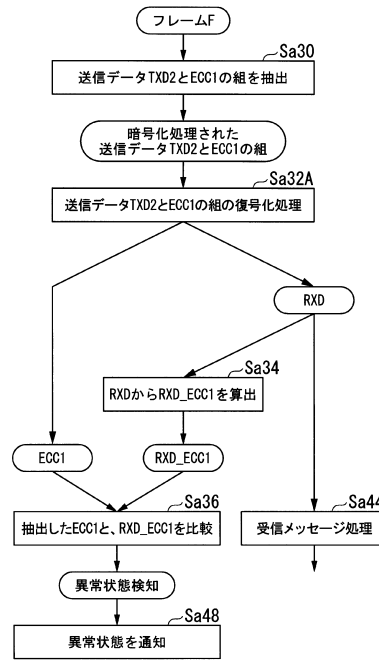 フレームF
Sa30
送信データTXD2とECC1の組を抽出
暗号化処理された
送信データTXD2とECC1の組
Sa32A
送信データTXD2とECC1の組の復号化処理
RXD
Sa34
RXDからRXD_ECC1を算出
ECC1
RXD_ECC1
Sa36
抽出したECC1と、RXD_ECC1を比較
Sa44
受信メッセージ処理
異常状態検知
Sa48
異常状態を通知